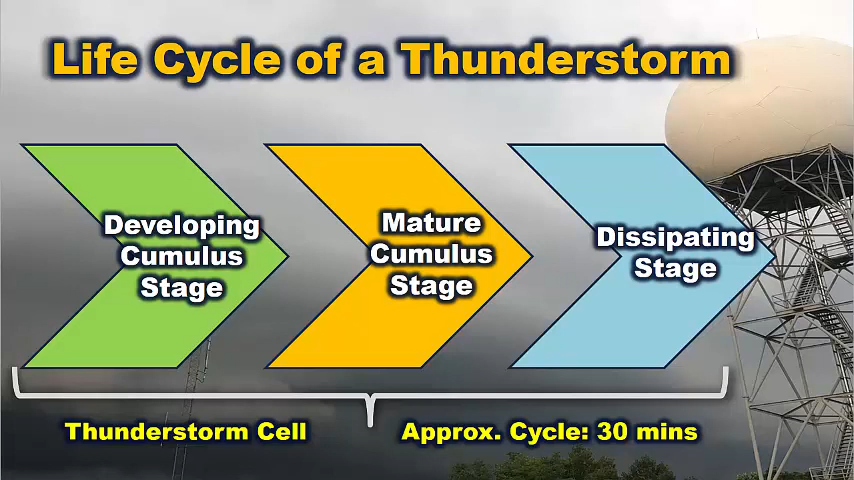 Life Cycle of a Thunderstorm
Developing
Cumulus
Stage
Mature
Cumulus
Stage
Dissipating
Stage
Thunderstorm Cell
Approx. Cycle: 30 mins